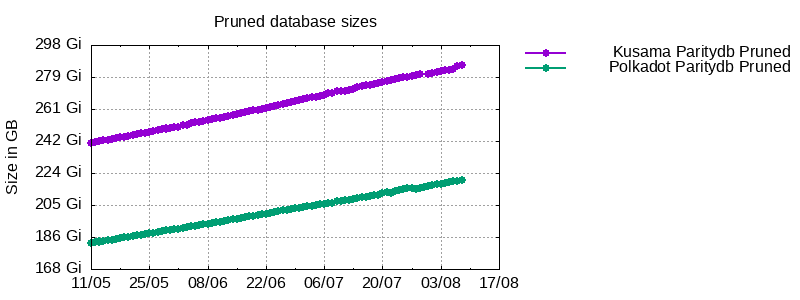 Pruned database sizes
Kusama Paritydb Pruned
Polkadot Paritydb Pruned
Size in GB
298 Gi
279 Gi
261 Gi
242 Gi
224 Gi
205 Gi
186 Gi
168 Gi
11/05 25/05 08/06 22/06 06/07 20/07 03/08 17/08